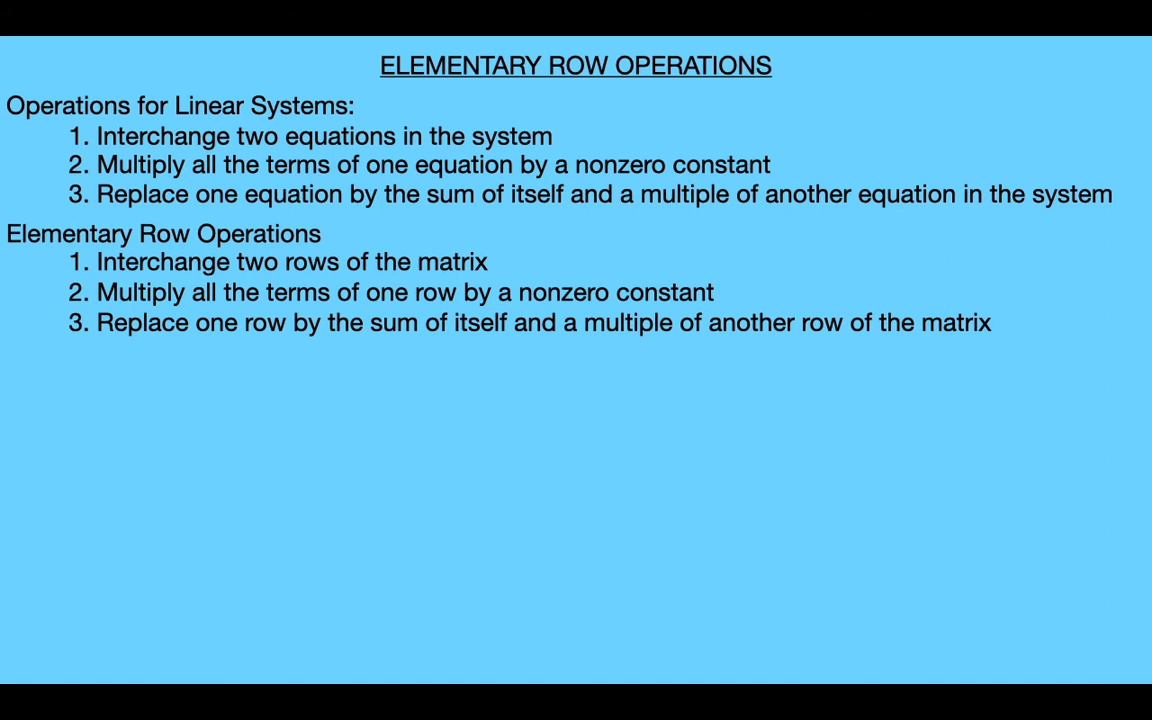 ELEMENTARY ROW OPERATIONS
Operations for Linear Systems:
1. Interchange two equations in the system
2. Multiply all the terms of one equation by a nonzero constant
3. Replace one equation by the sum of itself and a multiple of another equation in the system
Elementary Row Operations
1. Interchange two rows of the matrix
2. Multiply all the terms of one row by a nonzero constant
3. Replace one row by the sum of itself and a multiple of another row of the matrix